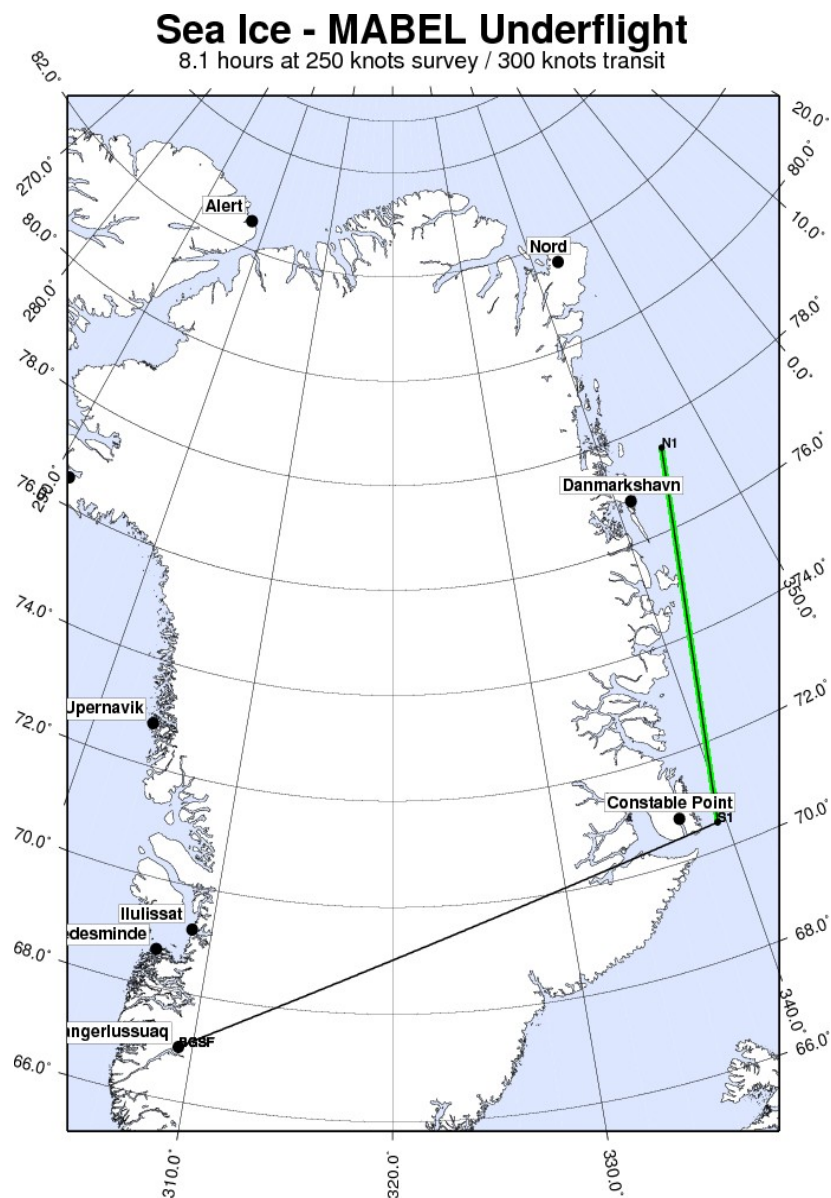 Sea Ice - MABEL Underflight
8.1 hours at 250 knots survey / 300 knots transit
82.0°
20.0°
270.0°
80.0°
Alert
10.0°
80.0°
Nord
280.0°
78.0°
78.0°
0.0°
N1
76.0°
Danmarkshavn
76.0°
74.0°
350.0°
74.0°
Upernavik
72.0°
72.0°
Constable Point
S1
70.0°
70.0°
Ilulissat
edesminde
68.0°
68.0°
340.0°
angerlussuaq
BGSF
66.0°
66.0°
310.0°
320.0°
330.0°